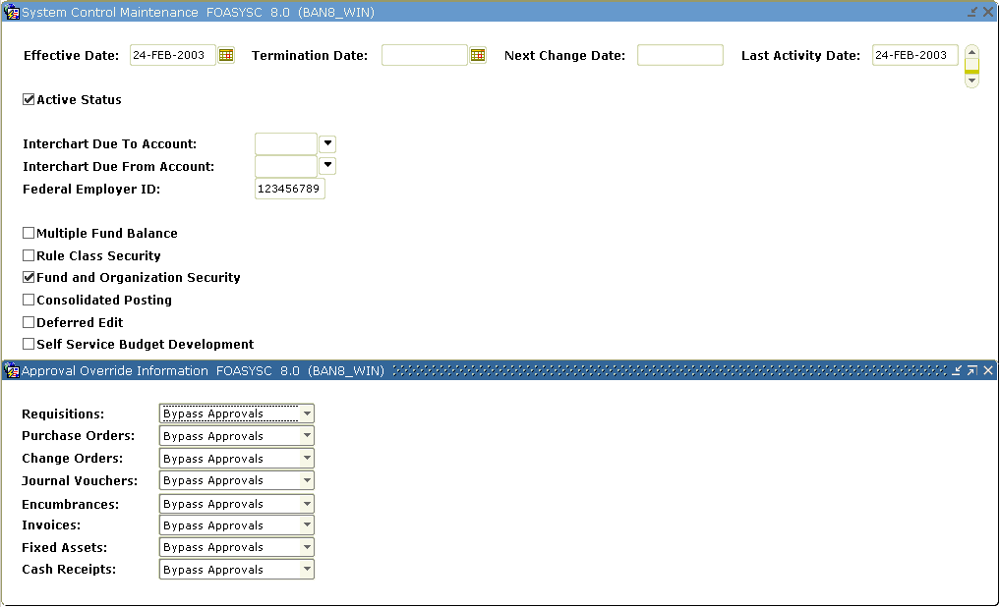 System Control Maintenance FOASYSC 8.0 (BAN8_WIN)
Effective Date: 24-FEB-2003 Termination Date: Next Change Date: Last Activity Date: 24-FEB-2003
Active Status
Interchart Due To Account:
Interchart Due From Account:
Federal Employer ID: 123456789
Multiple Fund Balance
Rule Class Security
Fund and Organization Security
Consolidated Posting
Deferred Edit
Self Service Budget Development
Approval Override Information FOASYSC 8.0 (BAN8_WIN)
Requisitions: Bypass Approvals
Purchase Orders: Bypass Approvals
Change Orders: Bypass Approvals
Journal Vouchers: Bypass Approvals
Encumbrances: Bypass Approvals
Invoices: Bypass Approvals
Fixed Assets: Bypass Approvals
Cash Receipts: Bypass Approvals